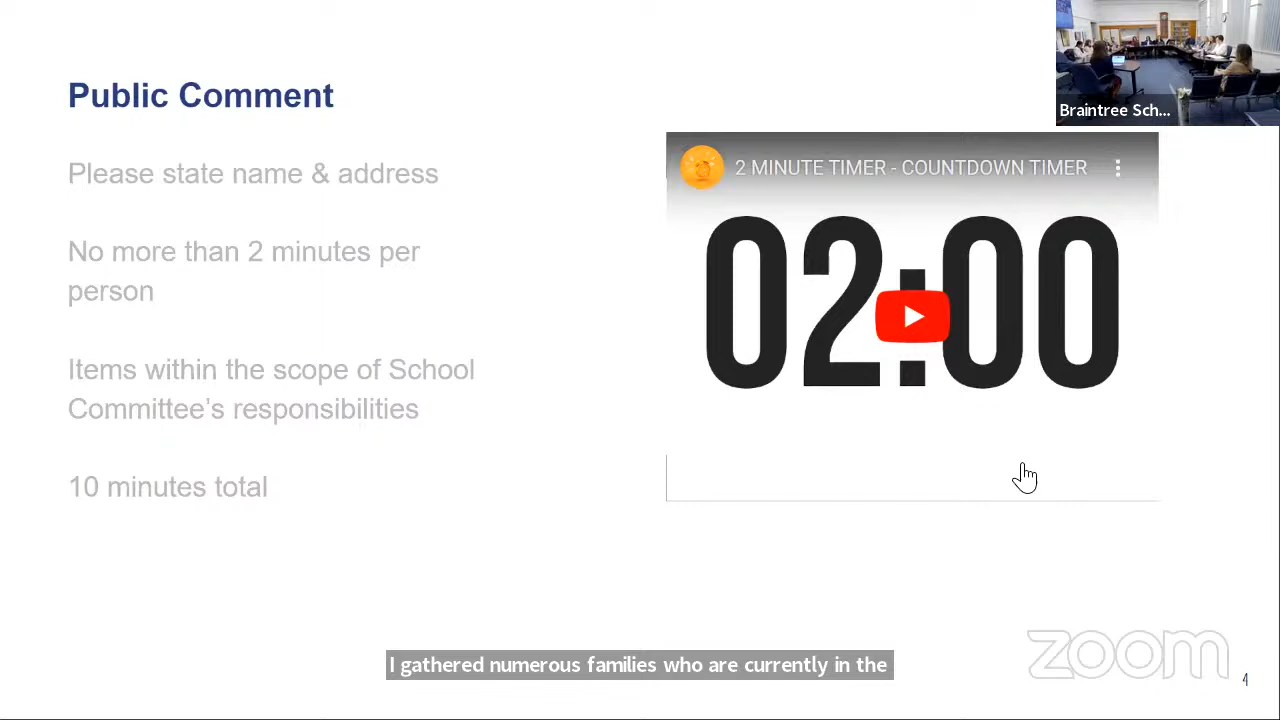 Public Comment
Braintree Sch...
Please state name & address
2 MINUTE TIMER - COUNTDOWN TIMER
No more than 2 minutes per
person
02:00
Items within the scope of School
Committee's responsibilities
10 minutes total
I gathered numerous families who are currently in the
zoom
4